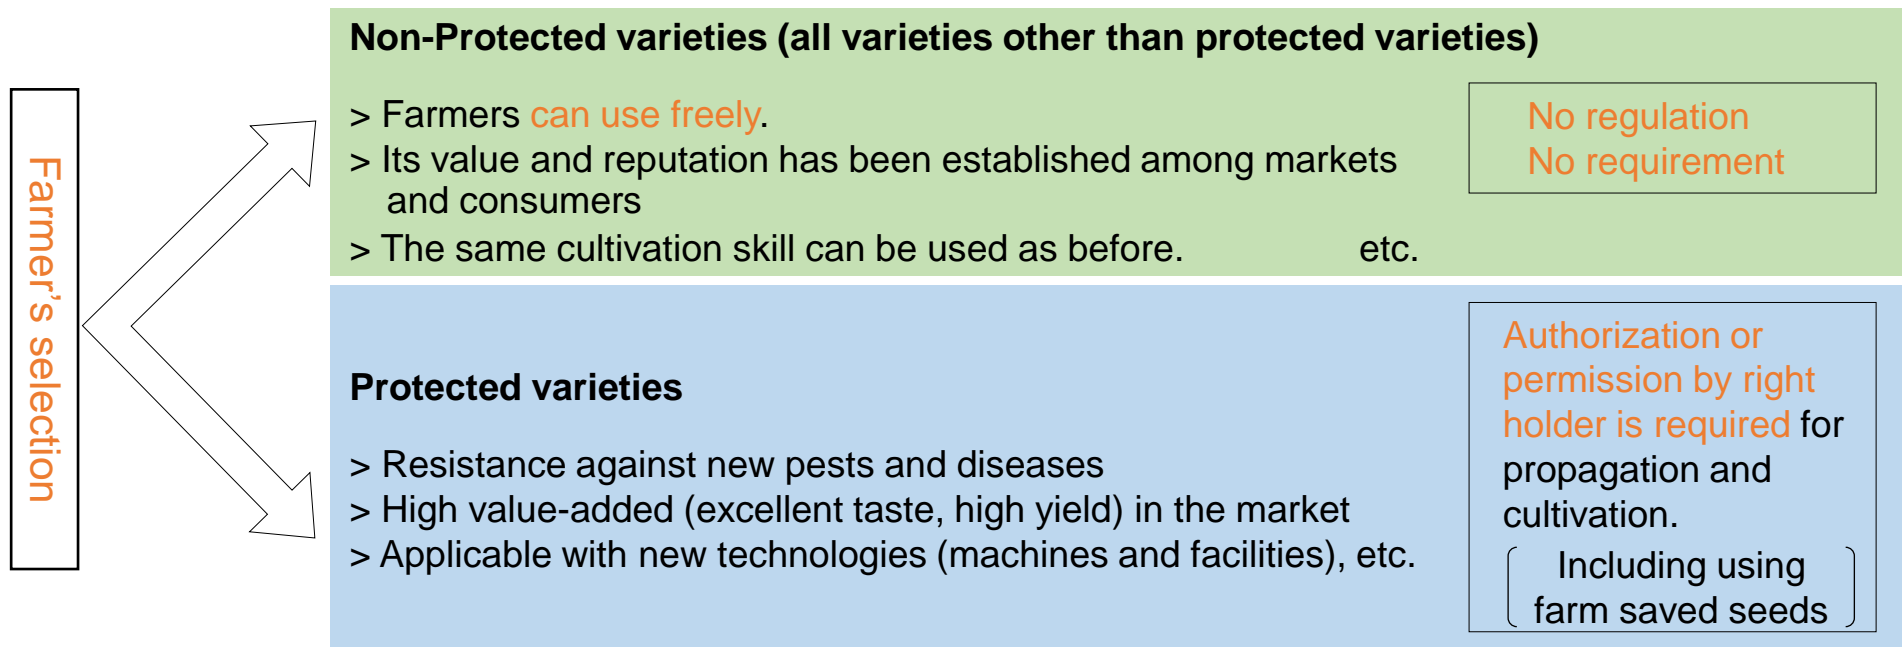 Farmer's selection
Non-Protected varieties (all varieties other than protected varieties)
> Farmers can use freely.
> Its value and reputation has been established among markets
and consumers
> The same cultivation skill can be used as before. etc.
No regulation
No requirement
Protected varieties
> Resistance against new pests and diseases
> High value-added (excellent taste, high yield) in the market
> Applicable with new technologies (machines and facilities), etc.
Authorization or
permission by right
holder is required for
propagation and
cultivation.
Including using
farm saved seeds